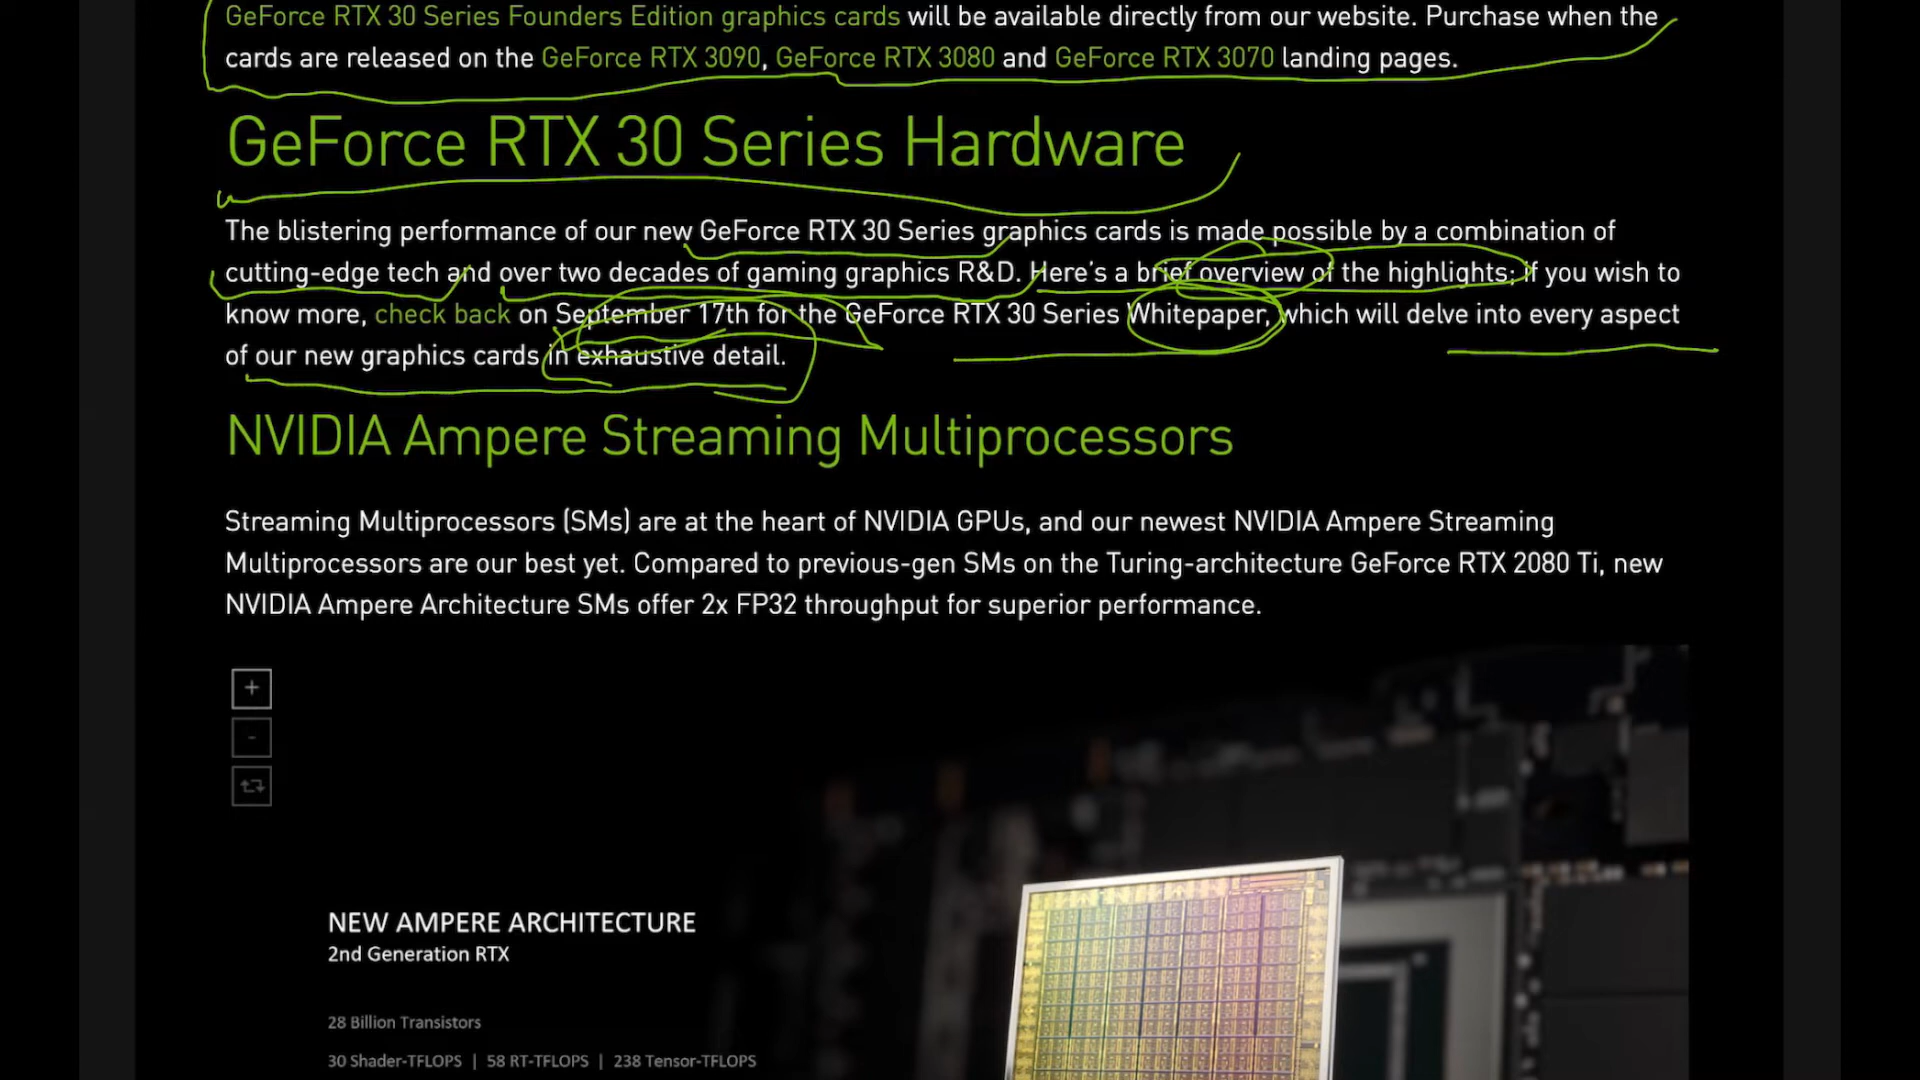 GeForce RTX 30 Series Founders Edition graphics cards will be available directly from our website. Purchase when the
cards are released on the GeForce RTX 3090, GeForce RTX 3080 and GeForce RTX 3070 landing pages.
GeForce RTX 30 Series Hardware
The blistering performance of our new GeForce RTX 30 Series graphics cards is made possible by a combination of
cutting-edge tech and over two decades of gaming graphics R&D. Here's a brief overview of the highlights; if you wish to
know more, check back on September 17th for the GeForce RTX 30 Series Whitepaper, which will delve into every aspect
of our new graphics cards in exhaustive detail.
NVIDIA Ampere Streaming Multiprocessors
Streaming Multiprocessors (SMs) are at the heart of NVIDIA GPUs, and our newest NVIDIA Ampere Streaming
Multiprocessors are our best yet. Compared to previous-gen SMs on the Turing-architecture GeForce RTX 2080 Ti, new
NVIDIA Ampere Architecture SMs offer 2x FP32 throughput for superior performance.
+
-
NEW AMPERE ARCHITECTURE
2nd Generation RTX
28 Billion Transistors
30 Shader-TFLOPS | 58 RT-TFLOPS | 238 Tensor-TFLOPS